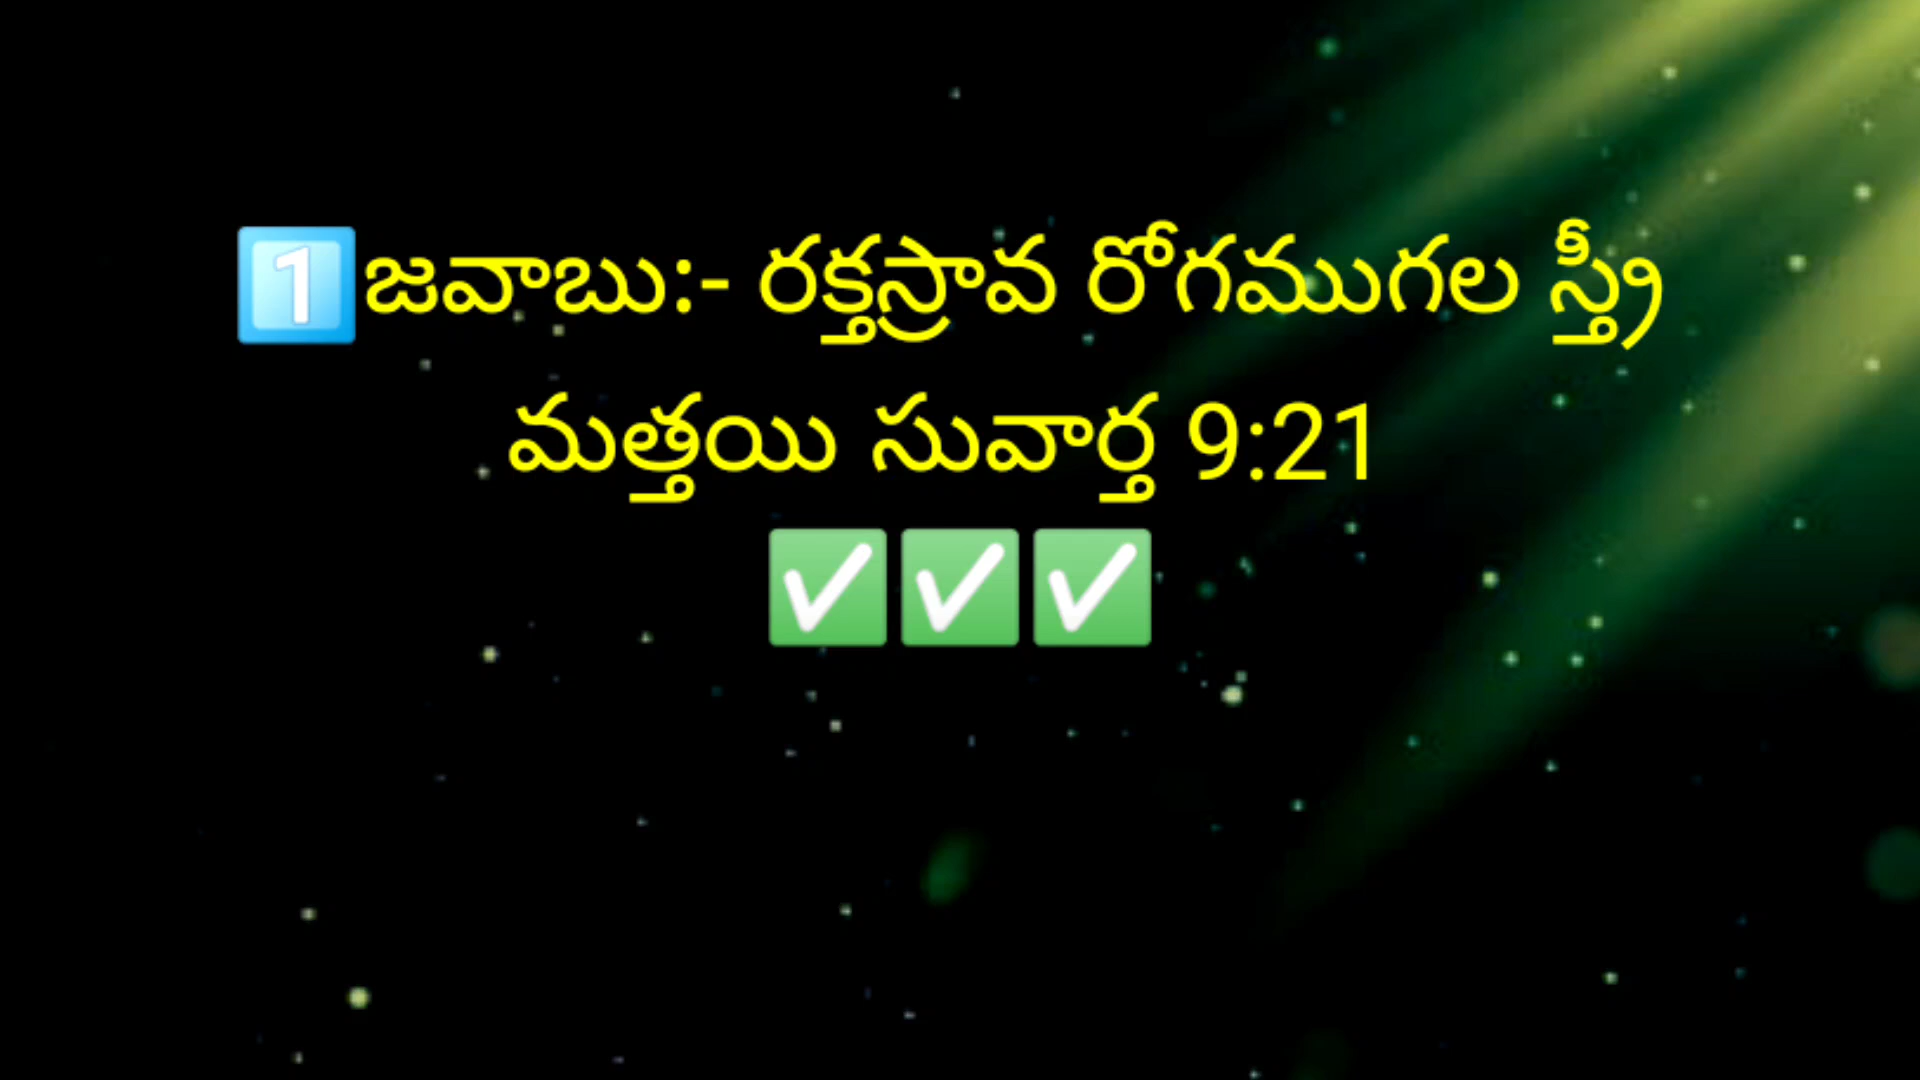 1️⃣జవాబు:- రక్తస్రావ రోగముగల స్త్రీ
మత్తయి సువార్త 9:21
✅✅✅